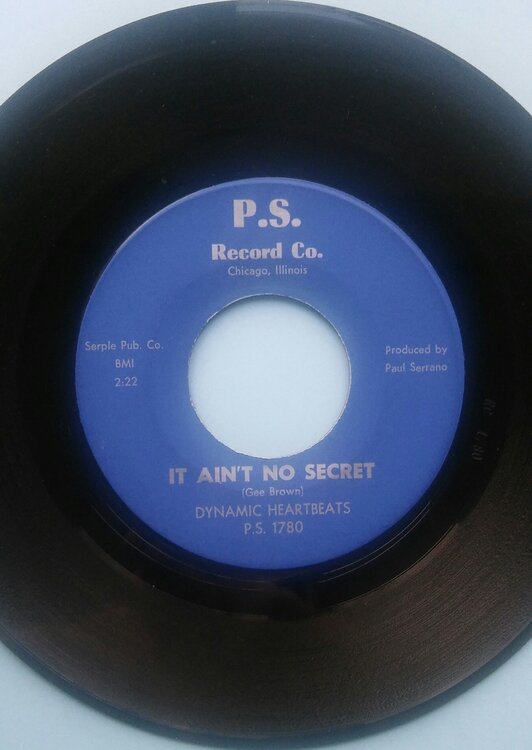 P.S.
Record Co.
Chicago, Illinois
Serple Pub. Co.
BMI
2:22
Produced by
Paul Serrano
IT AIN'T NO SECRET
(Gee Brown)
DYNAMIC HEARTBEATS
P.S. 1780